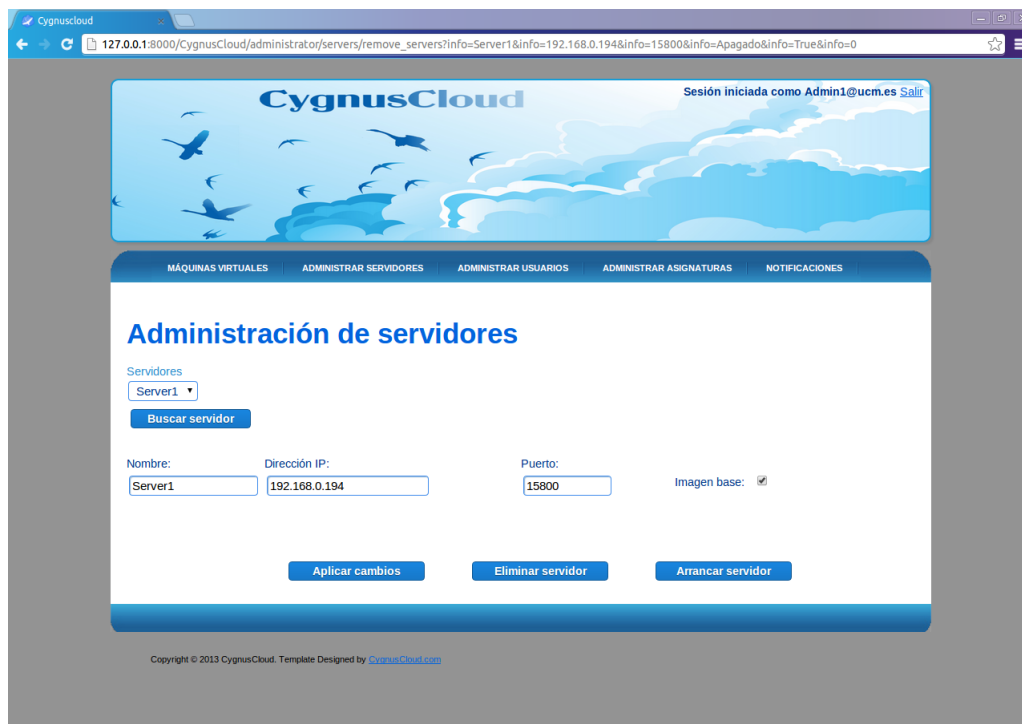 Cygnuscloud
127.0.0.1:8000/CygnusCloud/administrator/servers/remove_servers?info=Server1&info=192.168.0.194&info=15800&info=Apagado&info=True&info=0
CygnusCloud
Sesión iniciada como Admin1@ucm.es Salir
MÁQUINAS VIRTUALES ADMINISTRAR SERVIDORES ADMINISTRAR USUARIOS ADMINISTRAR ASIGNATURAS NOTIFICACIONES
Administración de servidores
Servidores
Server1
Buscar servidor
Nombre: Dirección IP: Puerto:
Server1 192.168.0.194 15800 Imagen base:
Aplicar cambios Eliminar servidor Arrancar servidor
Copyright © 2013 CygnusCloud. Template Designed by CygnusCloud.com